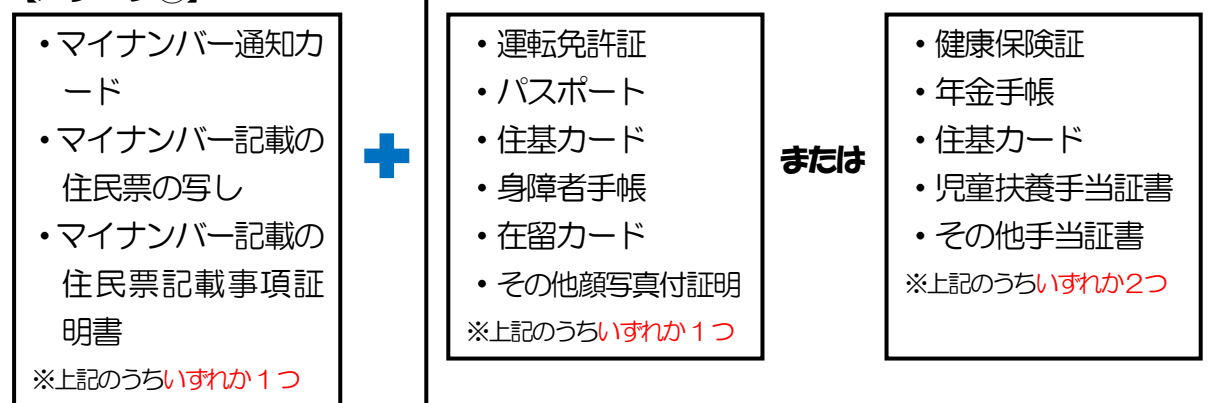 ・マイナンバー通知カ
ード
・マイナンバー記載の
住民票の写し
・マイナンバー記載の
住民票記載事項証
明書
※上記のうちいずれか１つ
・運転免許証
・パスポート
・住基カード
・身障者手帳
・在留カード
・その他顔写真付証明
※上記のうちいずれか１つ
または
・健康保険証
・年金手帳
・住基カード
・児童扶養手当証書
・その他手当証書
※上記のうちいずれか２つ